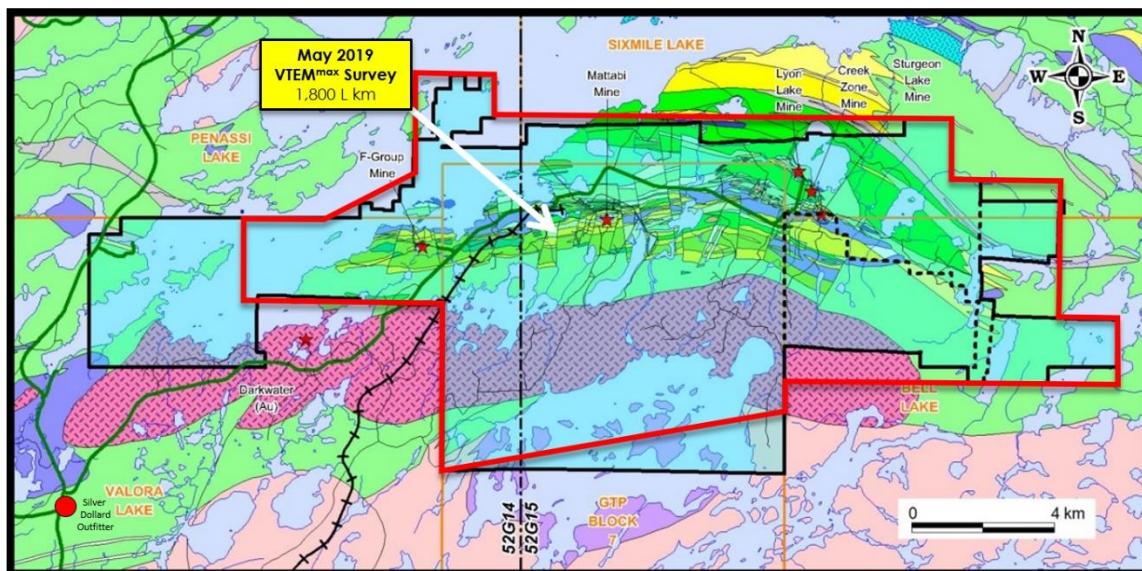 May 2019
VTEMmax Survey
1,800 L km
SIXMILE LAKE
N
W
E
S
Mattabi
Mine
Lyon
Lake
Mine
Creek
Zone
Mine
Sturgeon
Lake
Mine
PENASSI
LAKE
F-Group
Mine
Darkwater
(Au)
BELL
LAKE
VALORA
LAKE
Silver
Dollard
Outfitter
GTP
BLOCK
7
52G14
52G15
0
4 km